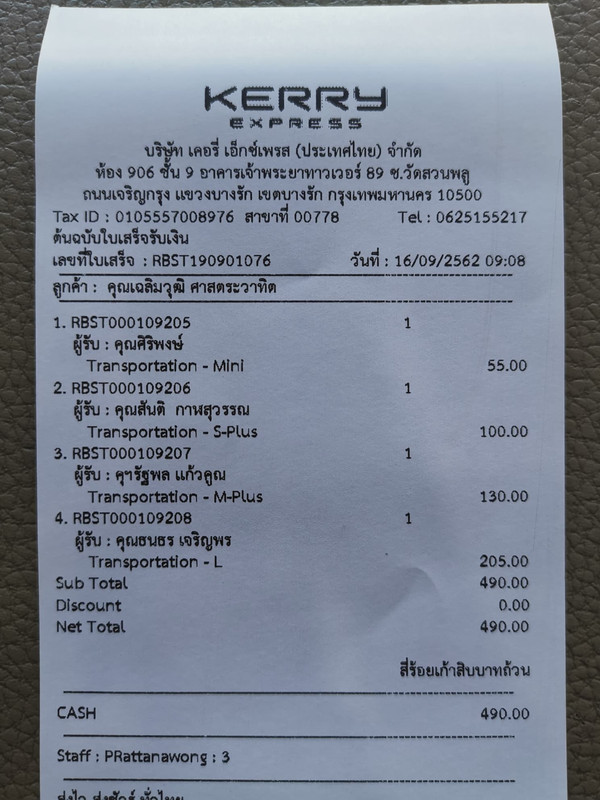 KERRY
EXPRESS
บริษัท เคอรี่ เอ็กซ์เพรส (ประเทศไทย) จำกัด
ห้อง 906 ชั้น 9 อาคารเจ้าพระยาทาวเวอร์ 89 ซ.วัดสวนพลู
ถนนเจริญกรุง แขวงบางรัก เขตบางรัก กรุงเทพมหานคร 10500
Tax ID : 0105557008976 สาขาที่ 00778 Tel : 0625155217
ต้นฉบับใบเสร็จรับเงิน
เลขที่ใบเสร็จ : RBST190901076 วันที่ : 16/09/2562 09:08
ลูกค้า : คุณเฉลิมวุฒิ ศาสตระวาทิต
1. RBST000109205 1
ผู้รับ : คุณศิริพงษ์
Transportation - Mini 55.00
2. RBST000109206 1
ผู้รับ : คุณสันติ กาฬสุวรรณ
Transportation - S-Plus 100.00
3. RBST000109207 1
ผู้รับ : คุฯรัฐพล แก้วคูณ
Transportation - M-Plus 130.00
4. RBST000109208 1
ผู้รับ : คุณธนธร เจริญพร
Transportation - L 205.00
Sub Total 490.00
Discount 0.00
Net Total 490.00
สี่ร้อยเก้าสิบบาทถ้วน
CASH 490.00
Staff : PRattanawong : 3